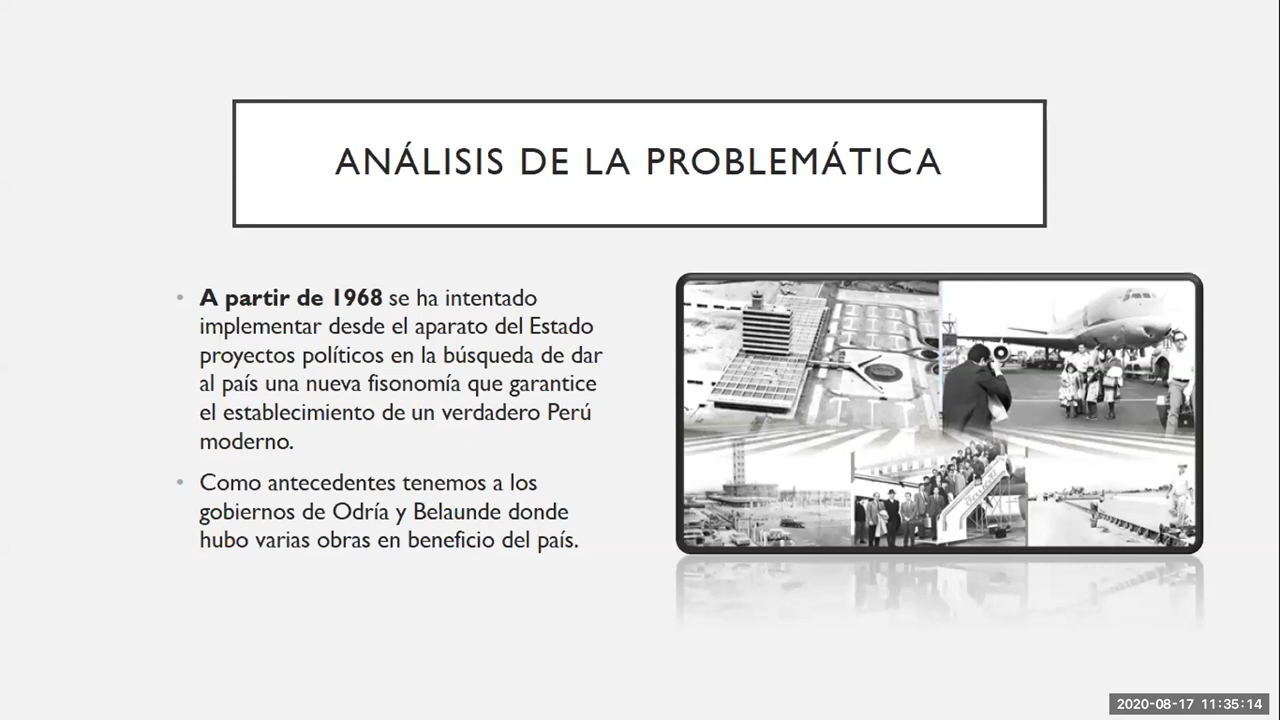 ANÁLISIS DE LA PROBLEMÁTICA
• A partir de 1968 se ha intentado
implementar desde el aparato del Estado
proyectos políticos en la búsqueda de dar
al país una nueva fisonomía que garantice
el establecimiento de un verdadero Perú
moderno.
• Como antecedentes tenemos a los
gobiernos de Odría y Belaunde donde
hubo varias obras en beneficio del país.
2020-08-17 11:35:14